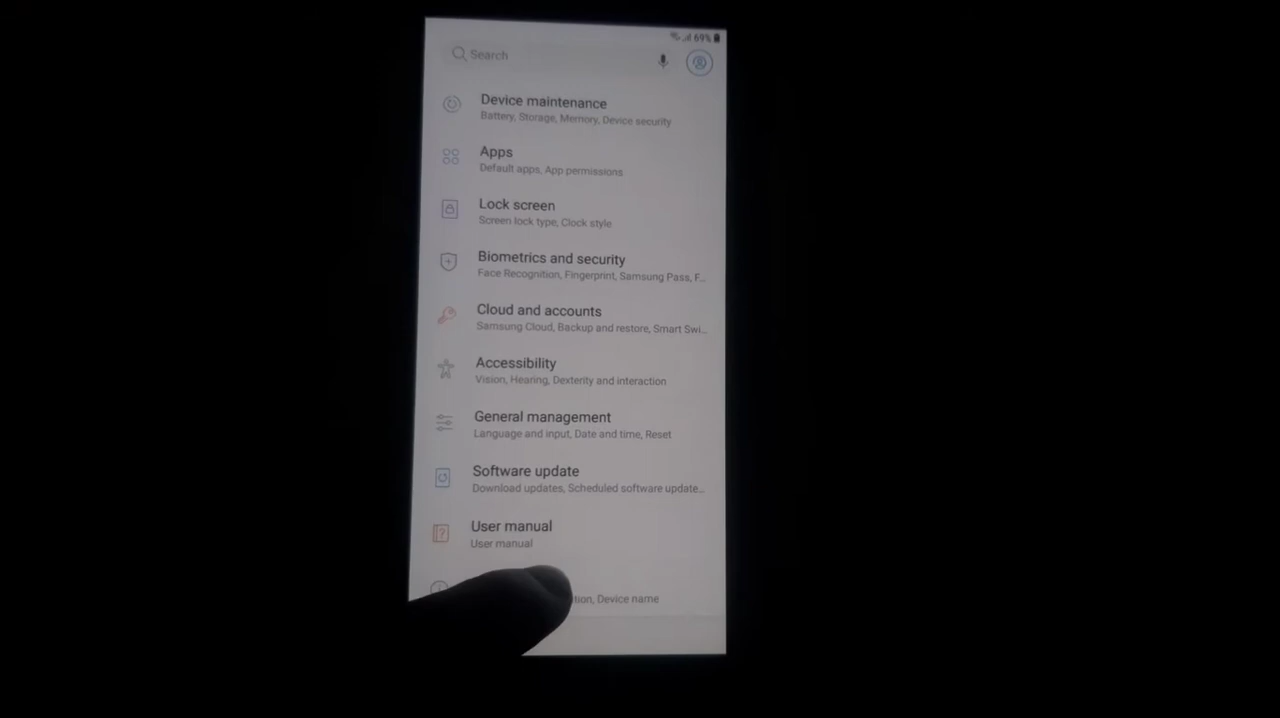 69%
Search
Device maintenance
Battery, Storage, Memory, Device security
Apps
Default apps, App permissions
Lock screen
Screen lock type, Clock style
Biometrics and security
Face Recognition, Fingerprint, Samsung Pass, F...
Cloud and accounts
Samsung Cloud, Backup and restore, Smart Swi...
Accessibility
Vision, Hearing, Dexterity and interaction
General management
Language and input, Date and time, Reset
Software update
Download updates, Scheduled software update...
User manual
User manual
tion, Device name